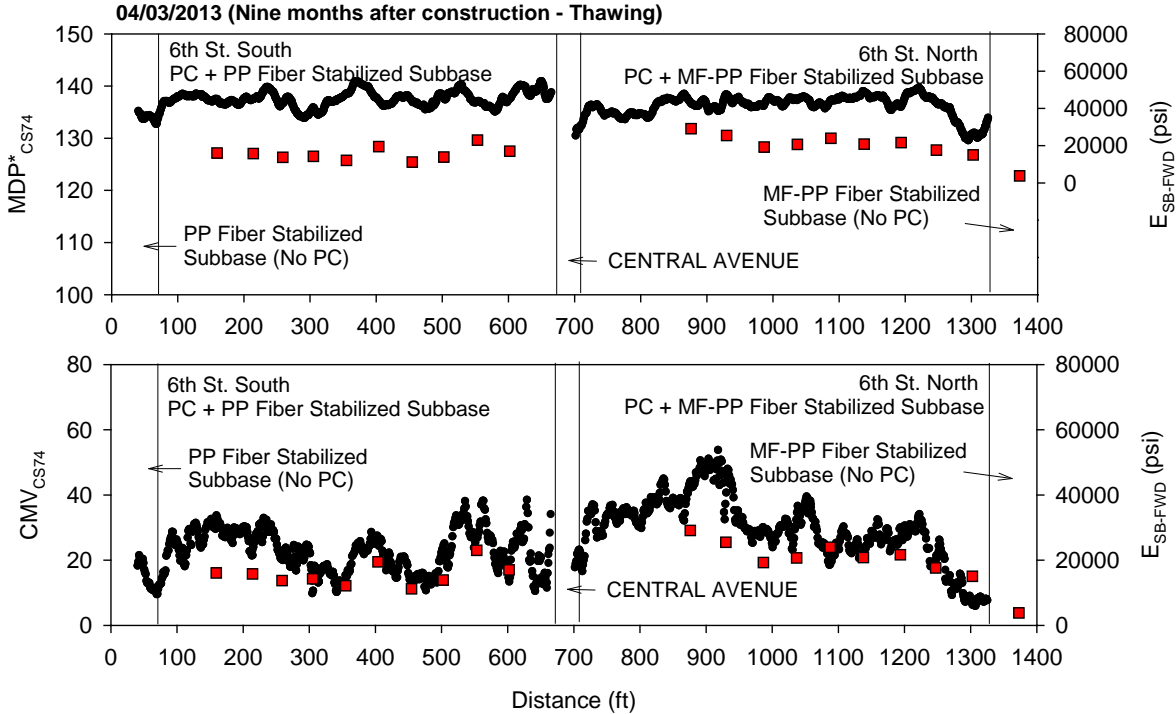 04/03/2013 (Nine months after construction - Thawing)
150
140
130
120
110
100
MDP*CS74
80000
60000
40000
20000
0
ESB-FWD (psi)
6th St. South
PC + PP Fiber Stabilized Subbase
6th St. North
PC + MF-PP Fiber Stabilized Subbase
PP Fiber Stabilized
Subbase (No PC)
CENTRAL AVENUE
MF-PP Fiber Stabilized
Subbase (No PC)
0 100 200 300 400 500 600 700 800 900 1000 1100 1200 1300 1400
80
60
40
20
0
CMVCS74
80000
60000
40000
20000
0
ESB-FWD (psi)
6th St. South
PC + PP Fiber Stabilized Subbase
6th St. North
PC + MF-PP Fiber Stabilized Subbase
PP Fiber Stabilized
Subbase (No PC)
MF-PP Fiber Stabilized
Subbase (No PC)
CENTRAL AVENUE
0 100 200 300 400 500 600 700 800 900 1000 1100 1200 1300 1400
Distance (ft)